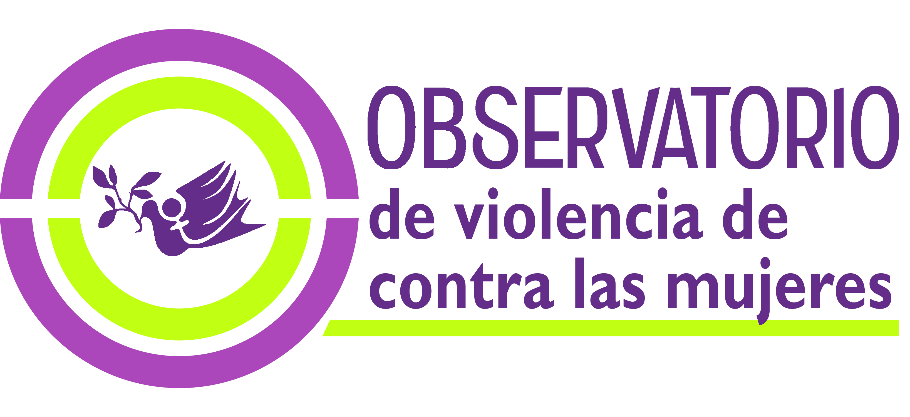 OBSERVATORIO
de violencia de
contra las mujeres